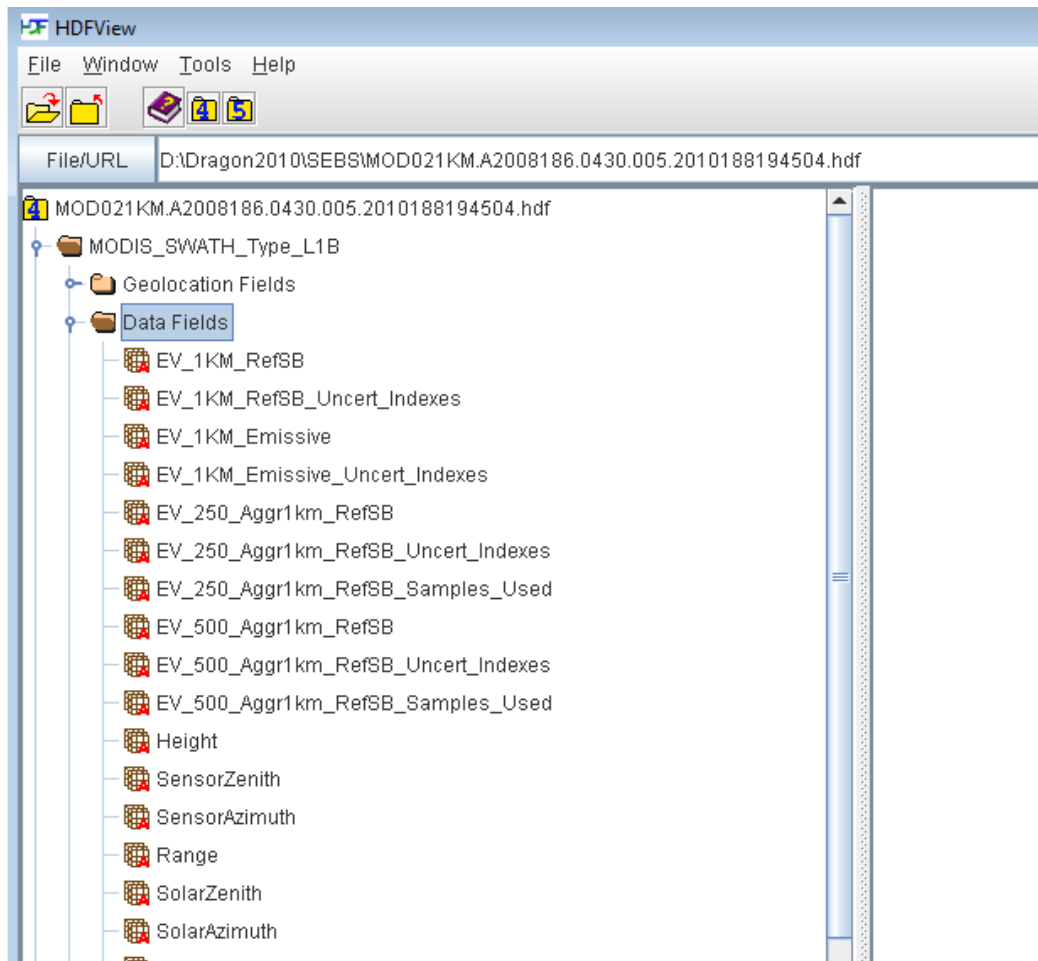 HDF HDFView
File Window Tools Help
4 5
File/URL D:\Dragon2010\SEBS\MOD021KM.A2008186.0430.005.2010188194504.hdf
4 MOD021KM.A2008186.0430.005.2010188194504.hdf
MODIS_SWATH_Type_L1B
Geolocation Fields
Data Fields
EV_1KM_RefSB
EV_1KM_RefSB_Uncert_Indexes
EV_1KM_Emissive
EV_1KM_Emissive_Uncert_Indexes
EV_250_Aggr1km_RefSB
EV_250_Aggr1km_RefSB_Uncert_Indexes
EV_250_Aggr1km_RefSB_Samples_Used
EV_500_Aggr1km_RefSB
EV_500_Aggr1km_RefSB_Uncert_Indexes
EV_500_Aggr1km_RefSB_Samples_Used
Height
SensorZenith
SensorAzimuth
Range
SolarZenith
SolarAzimuth